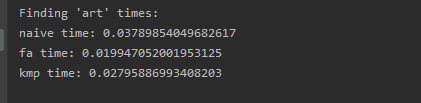 Finding 'art' times:
naive time: 0.03789854049682617
fa time: 0.019947052001953125
kmp time: 0.02795886993408203